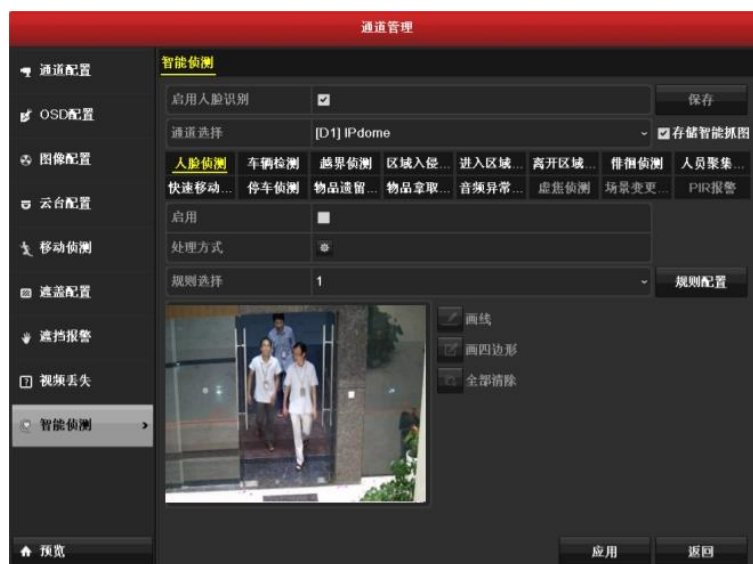 通道管理
通道配置
OSD配置
图像配置
云台配置
移动侦测
遮盖配置
遮挡报警
视频丢失
智能侦测
预览
智能侦测
启用人脸识别
保存
通道选择 [D1] IPdome
存储智能抓图
人脸侦测 车辆检测 越界侦测 区域入侵... 进入区域... 离开区域... 徘徊侦测 人员聚集...
快速移动... 停车侦测 物品遗留... 物品拿取... 音频异常... 虚焦侦测 场景变更... PIR报警
启用
处理方式
规则选择 1
规则配置
画线
画四边形
全部清除
应用 返回